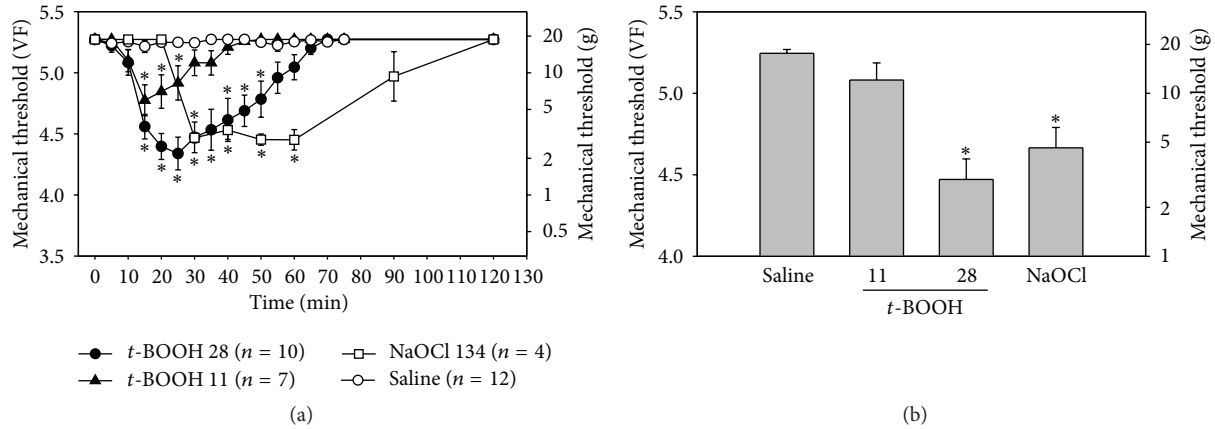 Mechanical threshold (VF)
5.5
5.0
4.5
4.0
3.5
* * * * * * *
* * * * * * * *
20
10
5
2
1
0.5
Mechanical threshold (g)
0 10 20 30 40 50 60 70 80 90 100 110 120 130
Time (min)
t-BOOH 28 (n = 10)
NaOCl 134 (n = 4)
t-BOOH 11 (n = 7)
Saline (n = 12)
(a)
Mechanical threshold (VF)
5.5
5.0
4.5
4.0
* *
20
10
5
2
1
Mechanical threshold (g)
Saline 11 28 NaOCl
t-BOOH
(b)